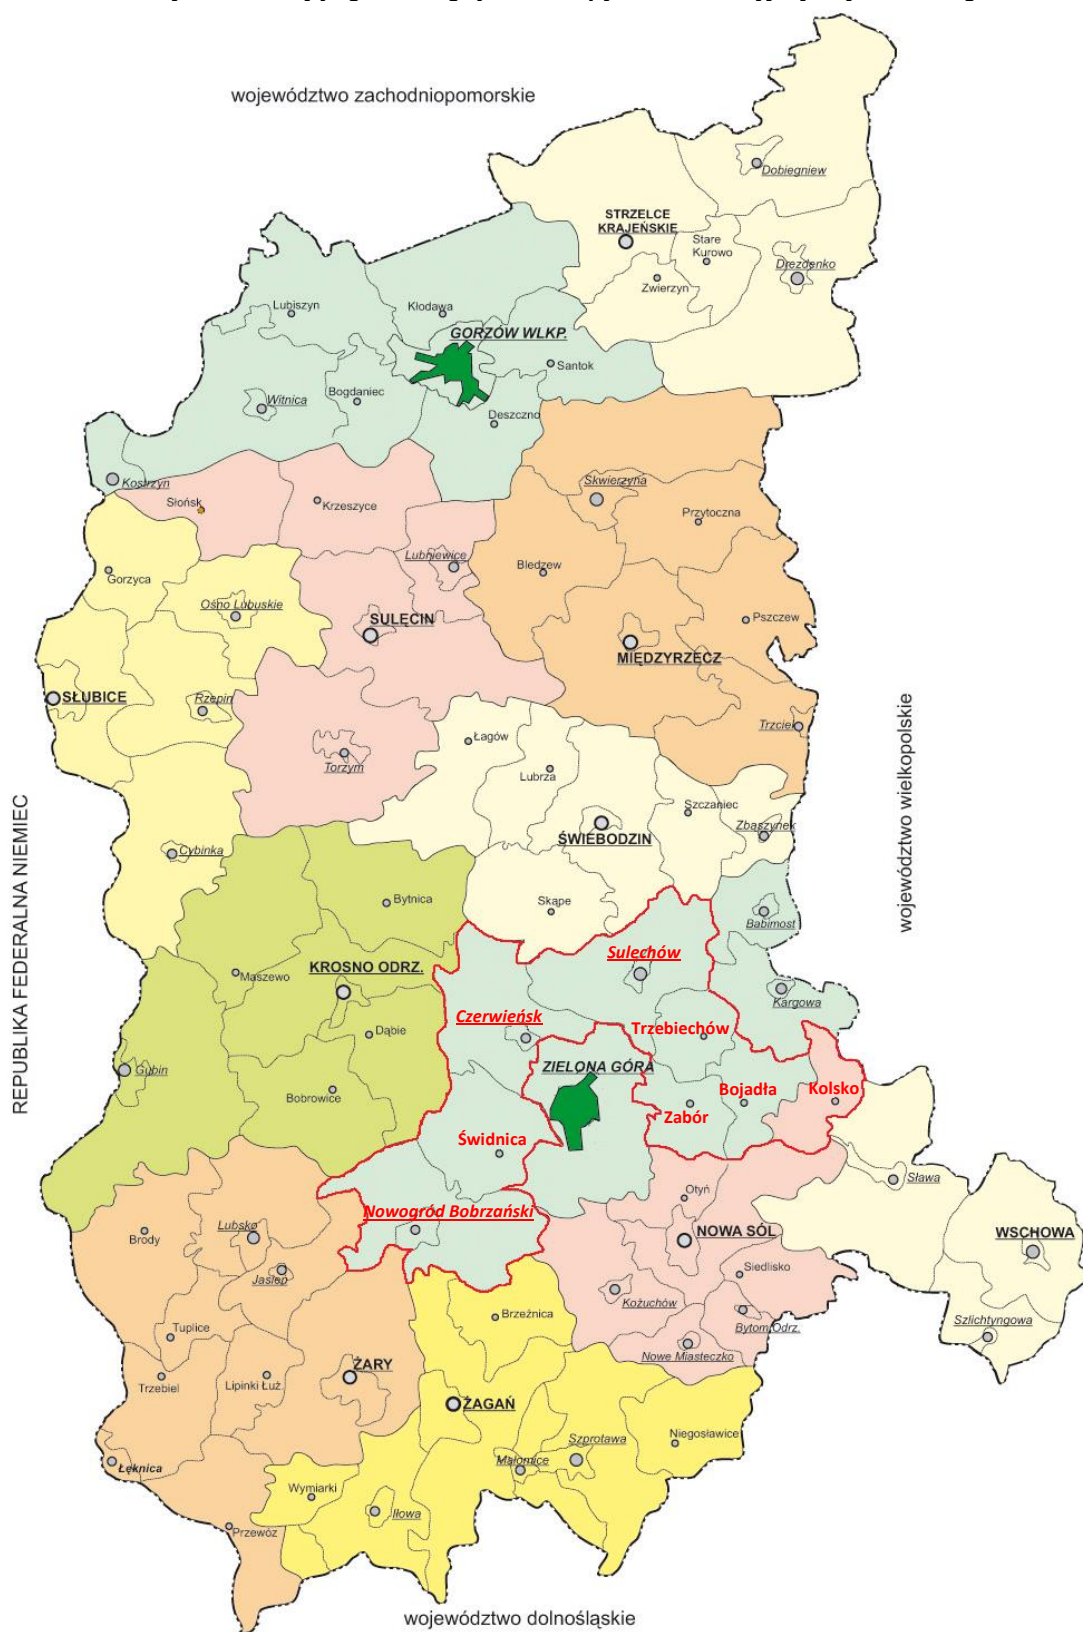 województwo zachodniopomorskie
Dobiegniew
STRZELCE
KRAJEŃSKIE
Stare
Kurowo
Drezdenko
Zwierzyn
Lubiszyn
Kłodawa
GORZÓW WLKP.
Santok
Bogdaniec
Witnica
Deszczno
Kostrzyn
Skwierzyna
Słońsk
Krzeszyce
Przytoczna
Lubniewice
Bledzew
Gorzyca
Ośno Lubuskie
SULĘCIN
Pszczew
MIĘDZYRZECZ
SŁUBICE
Rzepin
Trzciel
Łagów
Torzym
Lubrza
województwo wielkopolskie
REPUBLIKA FEDERALNA NIEMIEC
Szczaniec
Zbąszynek
ŚWIEBODZIN
Cybinka
Bytnica
Skąpe
Babimost
Sulechów
KROSNO ODRZ.
Maszewo
Kargowa
Czerwieńsk
Trzebiechów
Dąbie
ZIELONA GÓRA
Gubin
Bobrowice
Bojadła
Kolsko
Zabór
Świdnica
Sława
Otyń
Nowogród Bobrzański
Lubsko
Brody
NOWA SÓL
WSCHOWA
Siedlisko
Jasień
Kożuchów
Brzeźnica
Bytom Odrz.
Szlichtyngowa
Tuplice
Nowe Miasteczko
ŻARY
Trzebiel
Lipinki Łuż
ŻAGAŃ
Niegosławice
Szprotawa
Małomice
Łęknica
Wymiarki
Iłowa
Przewóz
województwo dolnośląskie